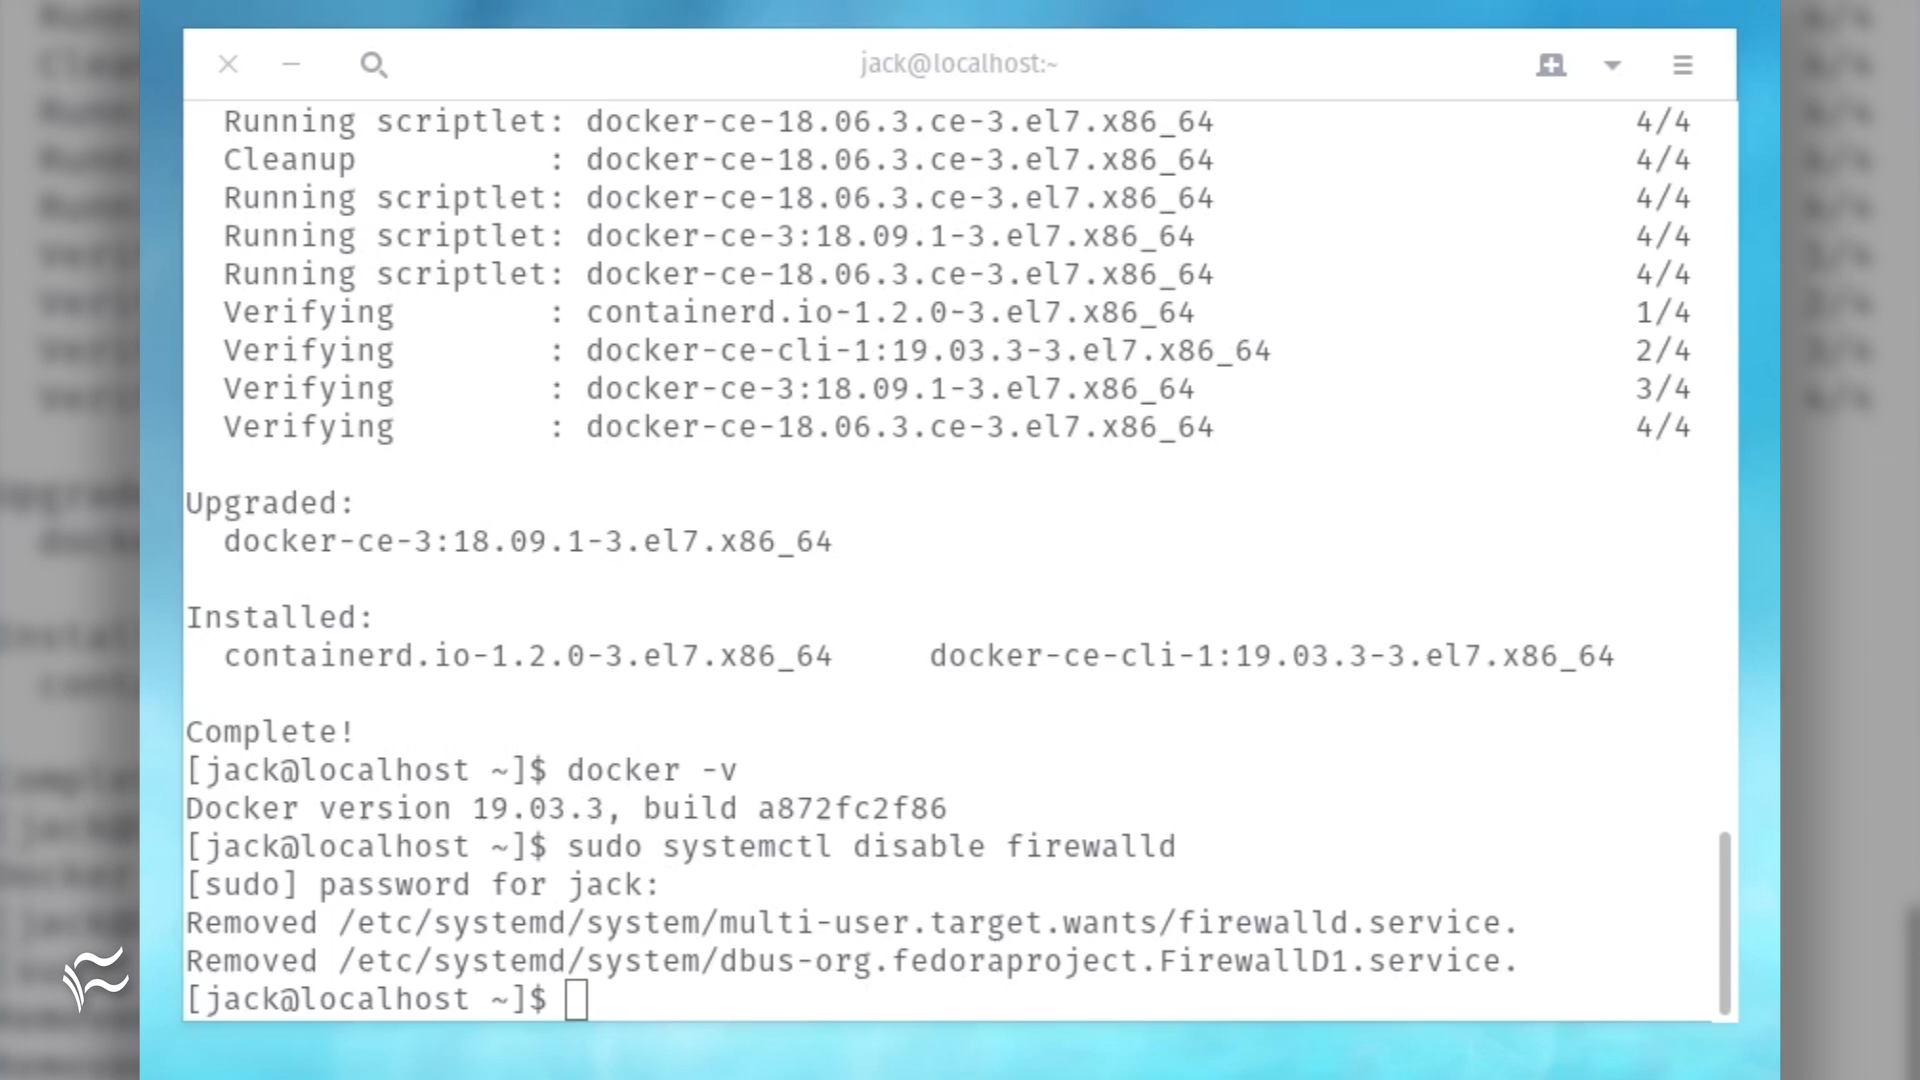 jack@localhost:~
Running scriptlet: docker-ce-18.06.3.ce-3.el7.x86_64 4/4
Cleanup : docker-ce-18.06.3.ce-3.el7.x86_64 4/4
Running scriptlet: docker-ce-18.06.3.ce-3.el7.x86_64 4/4
Running scriptlet: docker-ce-3:18.09.1-3.el7.x86_64 4/4
Running scriptlet: docker-ce-18.06.3.ce-3.el7.x86_64 4/4
Verifying : containerd.io-1.2.0-3.el7.x86_64 1/4
Verifying : docker-ce-cli-1:19.03.3-3.el7.x86_64 2/4
Verifying : docker-ce-3:18.09.1-3.el7.x86_64 3/4
Verifying : docker-ce-18.06.3.ce-3.el7.x86_64 4/4
Upgraded:
docker-ce-3:18.09.1-3.el7.x86_64
Installed:
containerd.io-1.2.0-3.el7.x86_64 docker-ce-cli-1:19.03.3-3.el7.x86_64
Complete!
[jack@localhost ~]$ docker -v
Docker version 19.03.3, build a872fc2f86
[jack@localhost ~]$ sudo systemctl disable firewalld
[sudo] password for jack:
Removed /etc/systemd/system/multi-user.target.wants/firewalld.service.
Removed /etc/systemd/system/dbus-org.fedoraproject.FirewallD1.service.
[jack@localhost ~]$